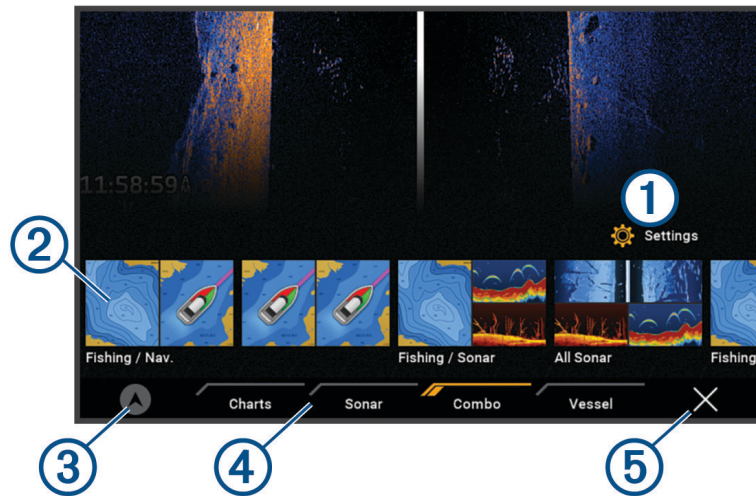 11:58:59
1
Settings
2
Fishing / Nav.
Fishing / Sonar
All Sonar
Fishing
Charts
Sonar
Combo
Vessel
3
4
5